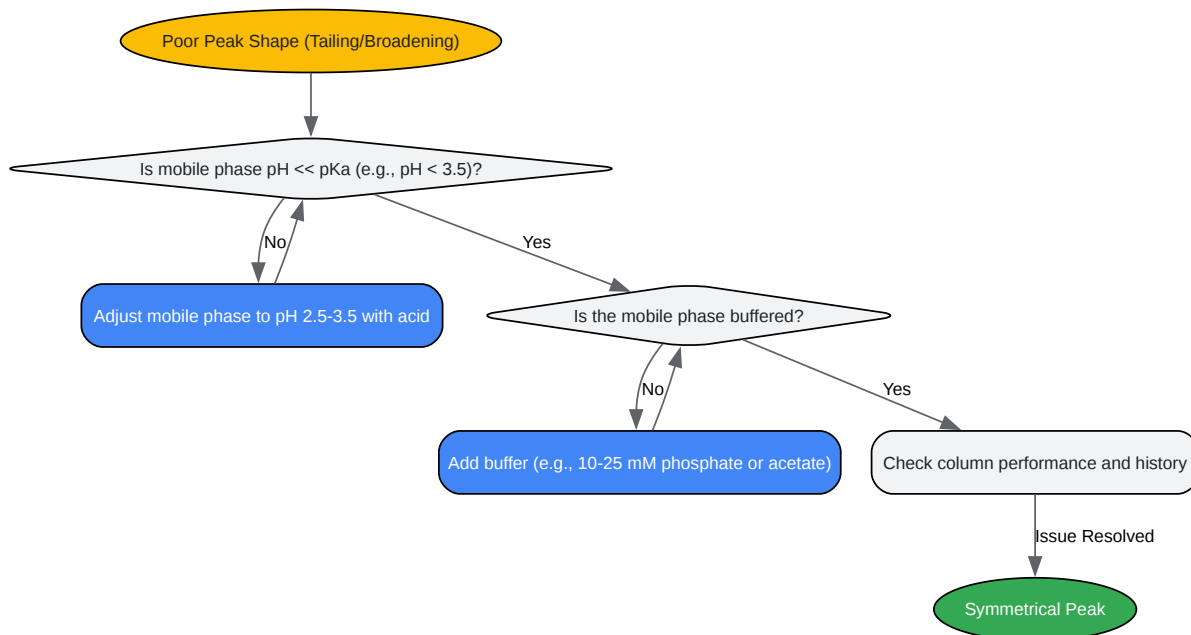 Poor Peak Shape (Tailing/Broadening)
Is mobile phase pH << pKa (e.g., pH < 3.5)?
No
Yes
Adjust mobile phase to pH 2.5-3.5 with acid
Is the mobile phase buffered?
No
Yes
Add buffer (e.g., 10-25 mM phosphate or acetate)
Check column performance and history
Issue Resolved
Symmetrical Peak